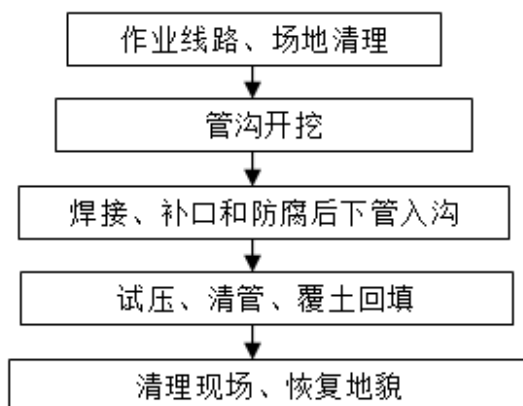 作业线路、场地清理
管沟开挖
焊接、补口和防腐后下管入沟
试压、清管、覆土回填
清理现场、恢复地貌